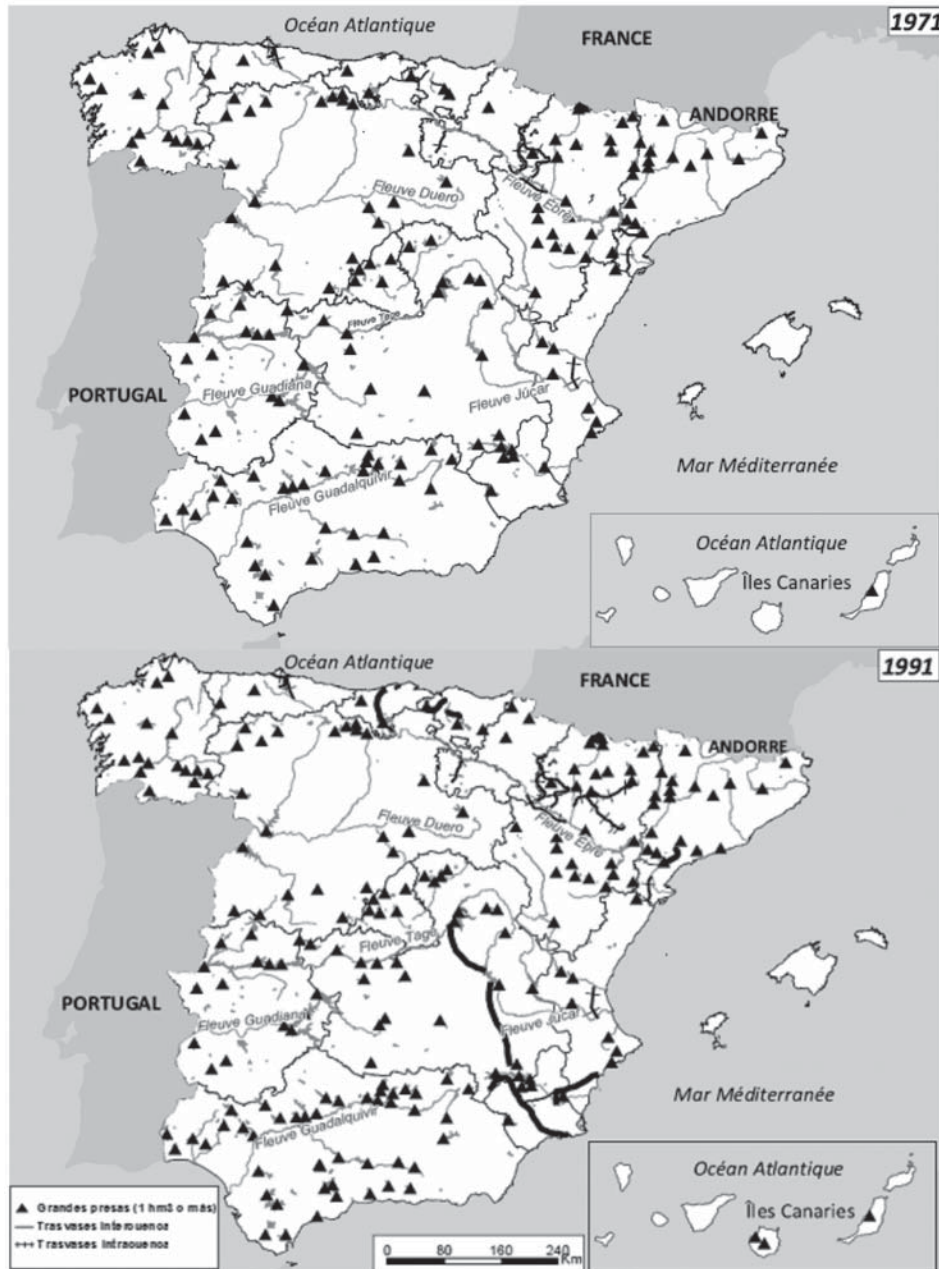 Océan Atlantique
1971
FRANCE
ANDORRE
Fleuve Duero
Fleuve Ebre
Fleuve Tage
PORTUGAL
Fleuve Guadiana
Fleuve Júcar
Mar Méditerranée
Fleuve Guadalquivir
Océan Atlantique
Îles Canaries
Océan Atlantique
1991
FRANCE
ANDORRE
Fleuve Duero
Fleuve Ebre
Fleuve Tage
PORTUGAL
Fleuve Guadiana
Fleuve Júcar
Mar Méditerranée
Fleuve Guadalquivir
Océan Atlantique
Îles Canaries
Grandes presas (1 hm3 o más)
Trasvases Intercuenca
Trasvases Intracuenca
0 80 160 240
Km